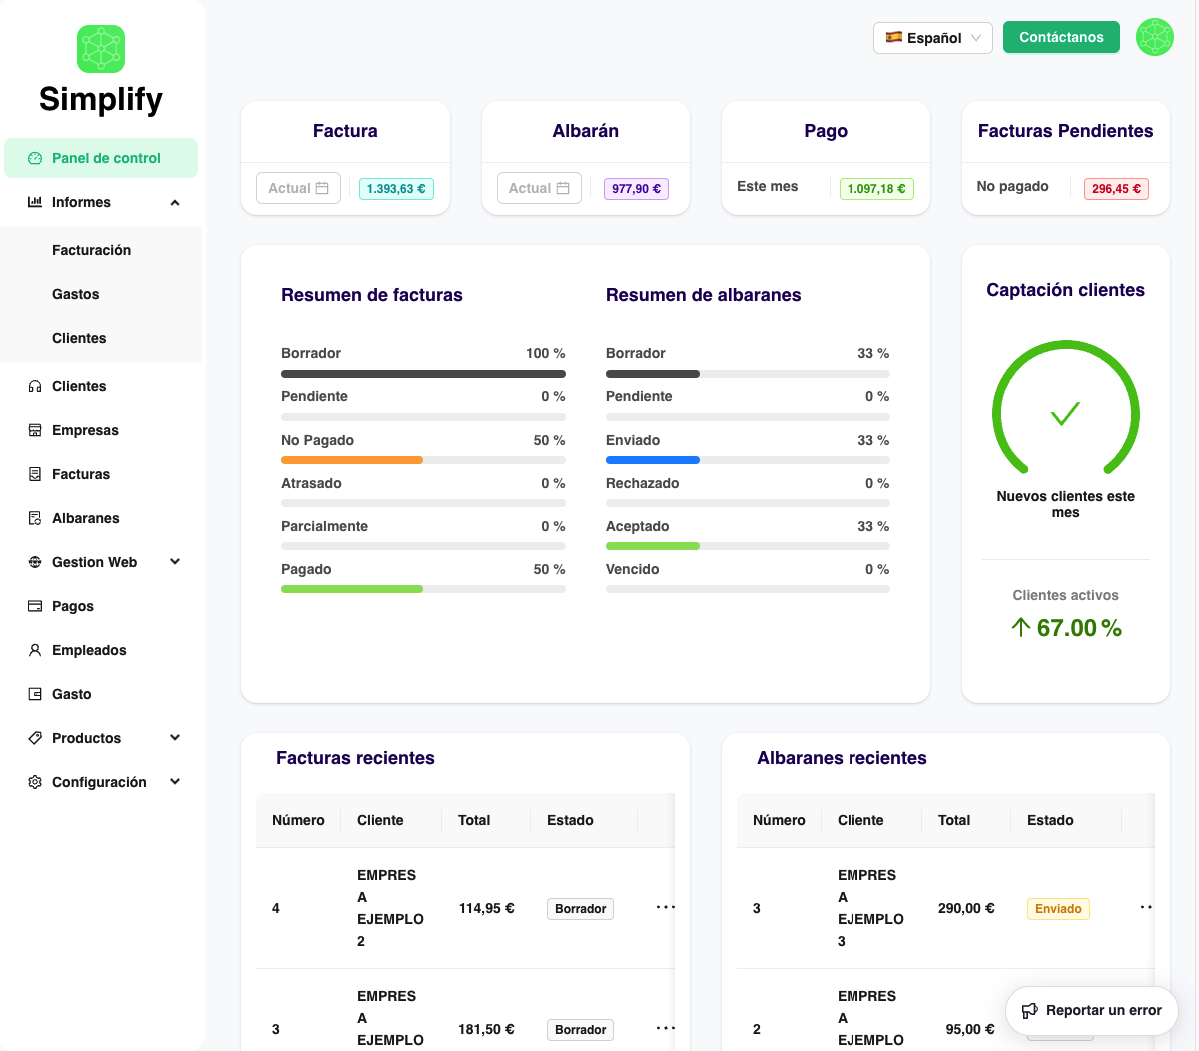 Simplify
Español
Contáctanos
Panel de control
Informes
Facturación
Gastos
Clientes
Clientes
Empresas
Facturas
Albaranes
Gestion Web
Pagos
Empleados
Gasto
Productos
Configuración
Factura
Actual
1.393,63 €
Albarán
Actual
977,90 €
Pago
Este mes
1.097,18 €
Facturas Pendientes
No pagado
296,45 €
Resumen de facturas
Borrador 100 %
Pendiente 0 %
No Pagado 50 %
Atrasado 0 %
Parcialmente 0 %
Pagado 50 %
Resumen de albaranes
Borrador 33 %
Pendiente 0 %
Enviado 33 %
Rechazado 0 %
Aceptado 33 %
Vencido 0 %
Captación clientes
Nuevos clientes este
mes
Clientes activos
67.00 %
Facturas recientes
Número Cliente Total Estado
4
EMPRES
A
EJEMPLO
2
114,95 €
Borrador
3
EMPRES
A
EJEMPLO
181,50 €
Borrador
Albaranes recientes
Número Cliente Total Estado
3
EMPRES
A
EJEMPLO
3
290,00 €
Enviado
2
EMPRES
A
EJEMPLO
95,00 €
Reportar un error